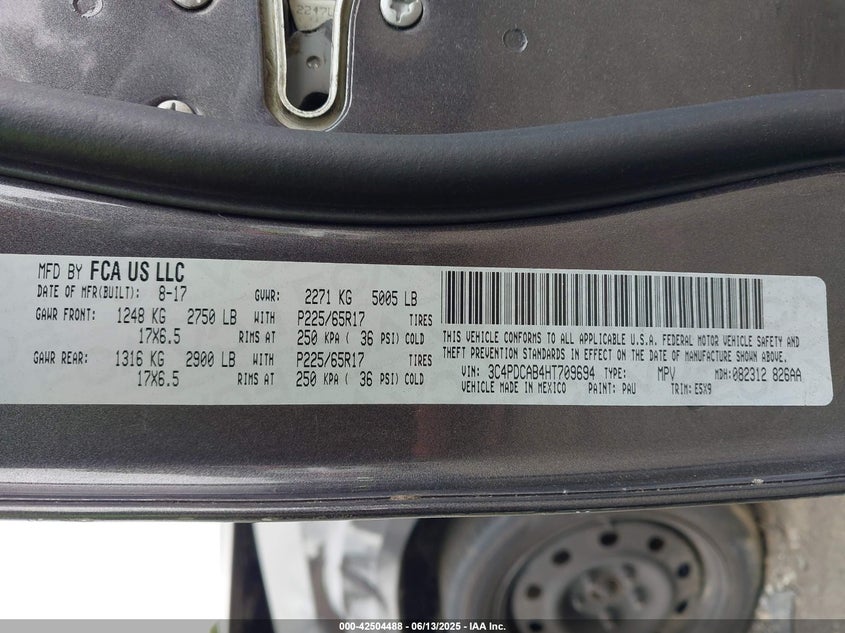 2247
MFD BY FCA US LLC
DATE OF MFR(BUILT): 8-17 GVWR: 2271 KG 5005 LB
GAWR FRONT: 1248 KG 2750 LB WITH P225/65R17 TIRES
17X6.5 RIMS AT 250 KPA ( 36 PSI) COLD
GAWR REAR: 1316 KG 2900 LB WITH P225/65R17 TIRES
17X6.5 RIMS AT 250 KPA ( 36 PSI) COLD
THIS VEHICLE CONFORMS TO ALL APPLICABLE U.S.A. FEDERAL MOTOR VEHICLE SAFETY AND
THEFT PREVENTION STANDARDS IN EFFECT ON THE DATE OF MANUFACTURE SHOWN ABOVE.
VIN: 3C4PDCAB4HT709694 TYPE: MPV MDH: 082312 826AA
VEHICLE MADE IN MEXICO PAINT: PAU TRIM: E5X9
000-42504488 - 06/13/2025 - IAA Inc.